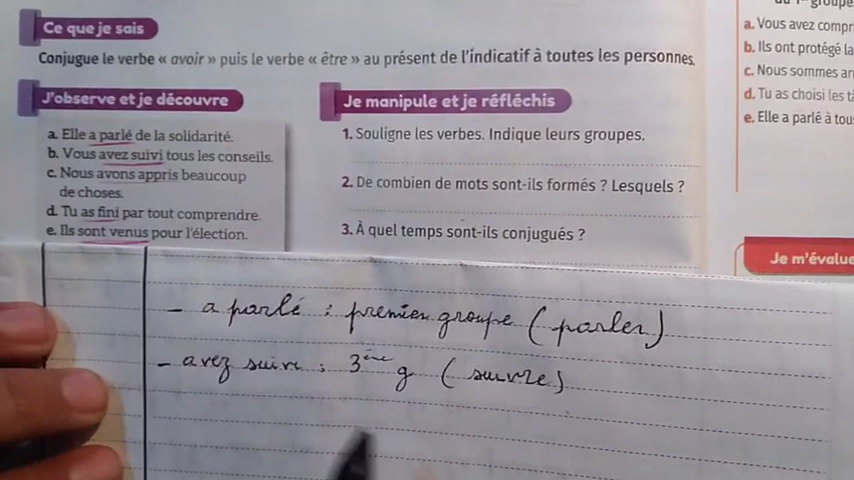 Ce que je sais
Conjugue le verbe « avoir » puis le verbe « être » au présent de l'indicatif à toutes les personnes.
J'observe et je découvre
a. Elle a parlé de la solidarité.
b. Vous avez suivi tous les conseils.
c. Nous avons appris beaucoup
de choses.
d. Tu as fini par tout comprendre.
e. Ils sont venus pour l'élection.
Je manipule et je réfléchis
1. Souligne les verbes. Indique leurs groupes.
2. De combien de mots sont-ils formés ? Lesquels ?
3. À quel temps sont-ils conjugués ?
groupe
a. Vous avez compr
b. Ils ont protégé la
c. Nous sommes arr
d. Tu as choisi les tâ
e. Elle a parlé à tou
Je m'évalue
- a parlé : premier groupe (parler)
- avez suivi : 3ème g (suivre)